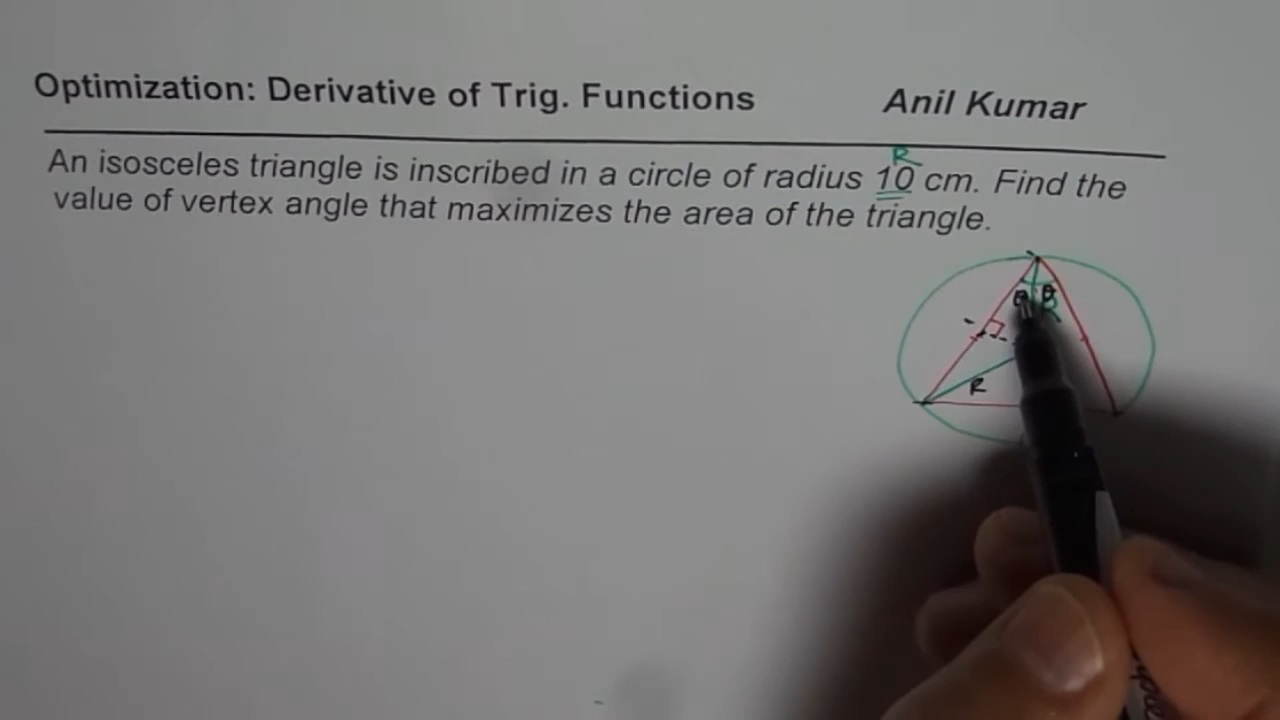 Optimization: Derivative of Trig. Functions Anil Kumar
R
An isosceles triangle is inscribed in a circle of radius 10 cm. Find the
value of vertex angle that maximizes the area of the triangle.
θ θ
R
R